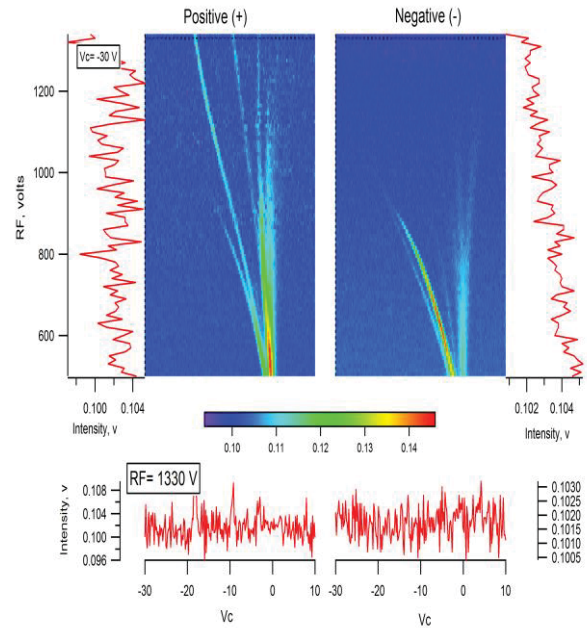 Positive (+)
Negative (-)
Vc= -30 V
1200
1000
800
600
RF, volts
0.100 0.104
Intensity, v
0.102 0.104
Intensity, v
0.10 0.11 0.12 0.13 0.14
RF= 1330 V
0.108
0.104
0.100
0.096
Intensity, v
0.1030
0.1020
0.1015
0.1010
0.1005
-30 -20 -10 0 10
Vc
-30 -20 -10 0 10
Vc
Intensity, v